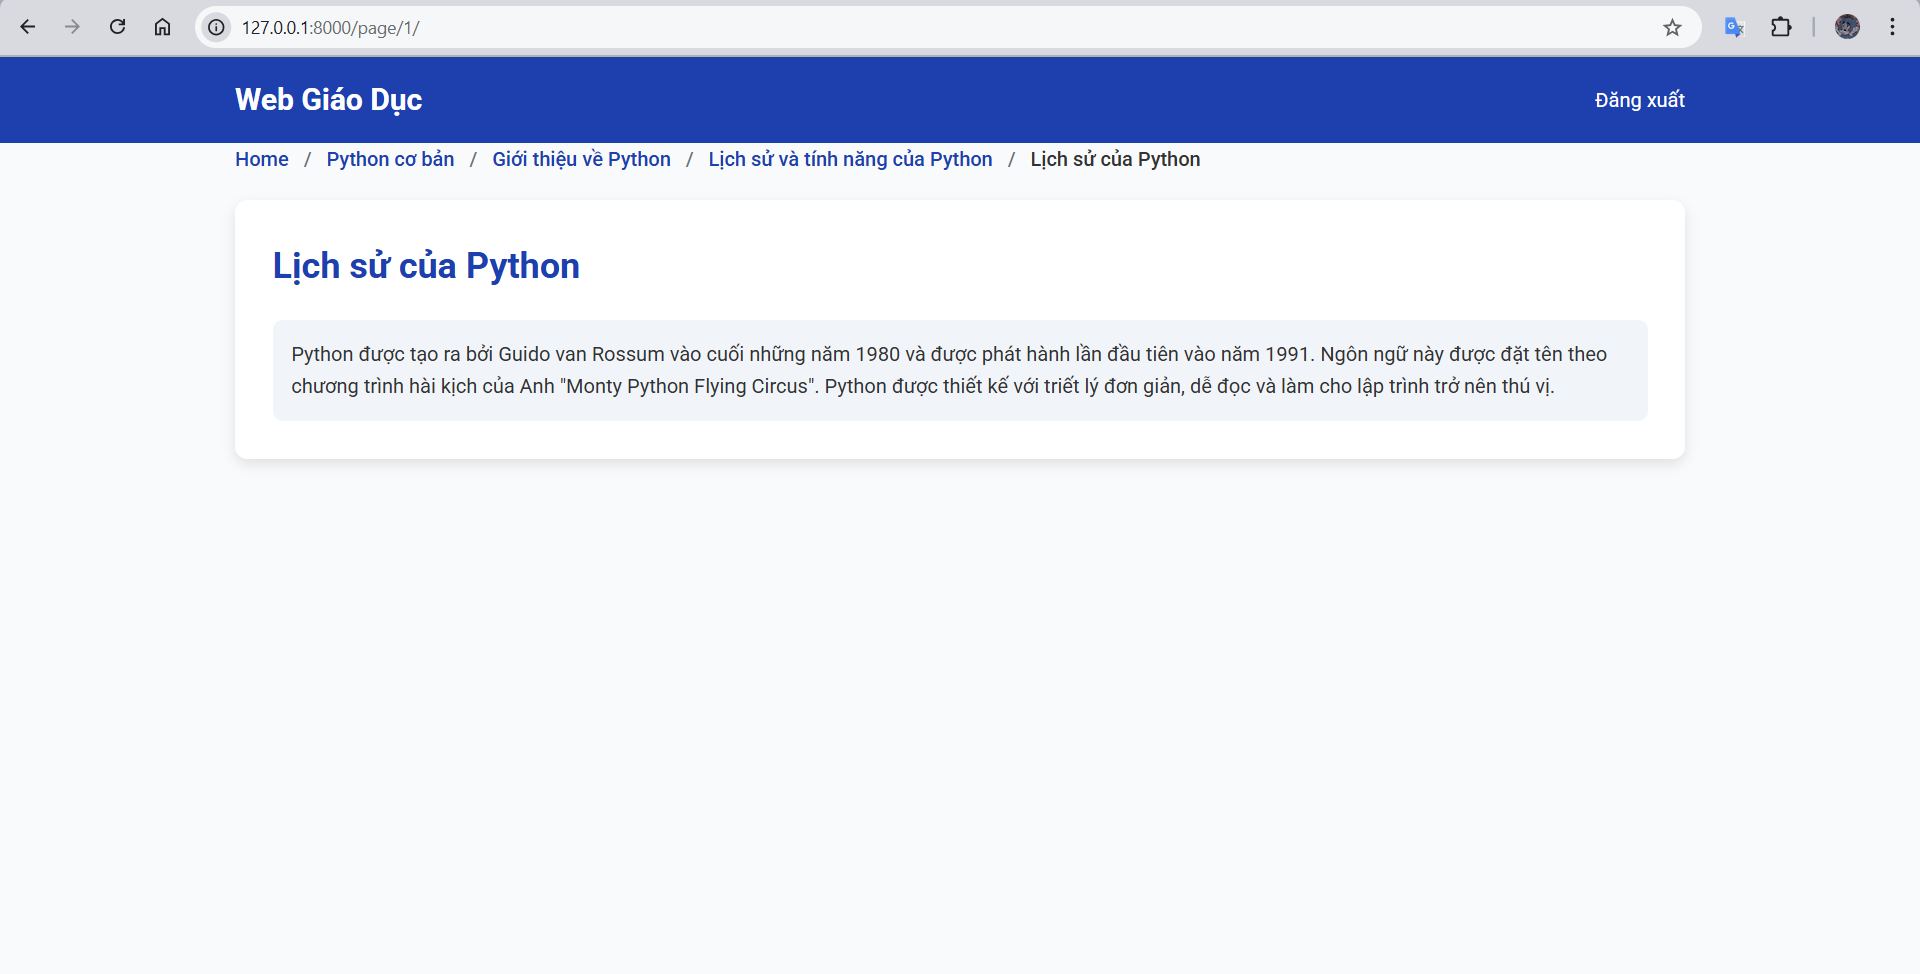 127.0.0.1:8000/page/1/
Web Giáo Dục
Đăng xuất
Home / Python cơ bản / Giới thiệu về Python / Lịch sử và tính năng của Python / Lịch sử của Python
Lịch sử của Python
Python được tạo ra bởi Guido van Rossum vào cuối những năm 1980 và được phát hành lần đầu tiên vào năm 1991. Ngôn ngữ này được đặt tên theo
chương trình hài kịch của Anh "Monty Python Flying Circus". Python được thiết kế với triết lý đơn giản, dễ đọc và làm cho lập trình trở nên thú vị.